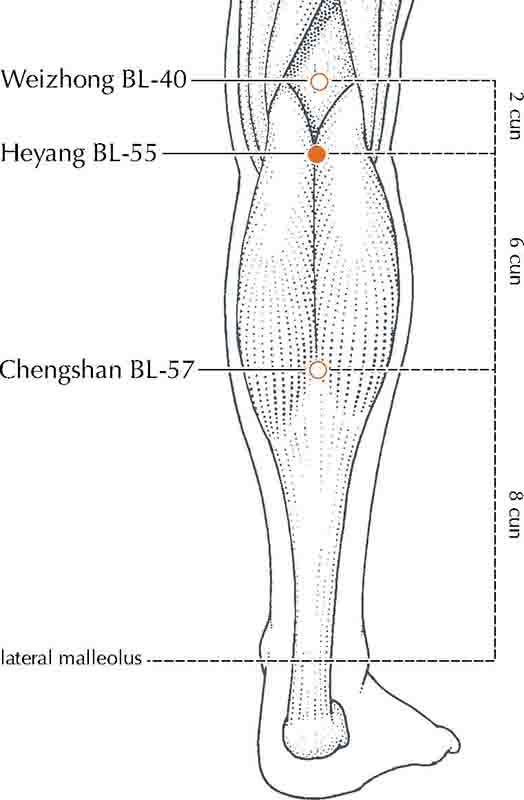 Weizhong BL-40
2 cun
Heyang BL-55
6 cun
Chengshan BL-57
8 cun
lateral malleolus